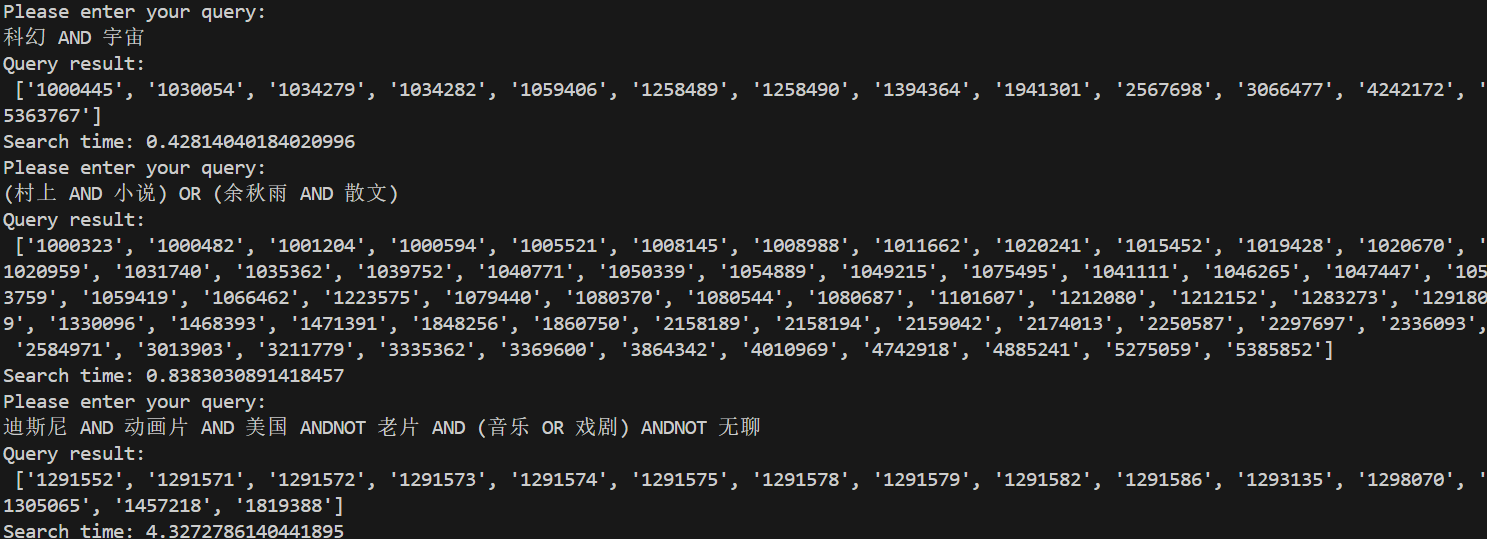 Please enter your query:
科幻 AND 宇宙
Query result:
 ['1000445', '1030054', '1034279', '1034282', '1059406', '1258489', '1258490', '1394364', '1941301', '2567698', '3066477', '4242172', '
5363767']
Search time: 0.42814040184020996
Please enter your query:
(村上 AND 小说) OR (余秋雨 AND 散文)
Query result:
 ['1000323', '1000482', '1001204', '1000594', '1005521', '1008145', '1008988', '1011662', '1020241', '1015452', '1019428', '1020670', '
1020959', '1031740', '1035362', '1039752', '1040771', '1050339', '1054889', '1049215', '1075495', '1041111', '1046265', '1047447', '105
3759', '1059419', '1066462', '1223575', '1079440', '1080370', '1080544', '1080687', '1101607', '1212080', '1212152', '1283273', '129180
9', '1330096', '1468393', '1471391', '1848256', '1860750', '2158189', '2158194', '2159042', '2174013', '2250587', '2297697', '2336093',
 '2584971', '3013903', '3211779', '3335362', '3369600', '3864342', '4010969', '4742918', '4885241', '5275059', '5385852']
Search time: 0.8383030891418457
Please enter your query:
迪斯尼 AND 动画片 AND 美国 ANDNOT 老片 AND (音乐 OR 戏剧) ANDNOT 无聊
Query result:
 ['1291552', '1291571', '1291572', '1291573', '1291574', '1291575', '1291578', '1291579', '1291582', '1291586', '1293135', '1298070', '
1305065', '1457218', '1819388']
Search time: 4.3272786140441895